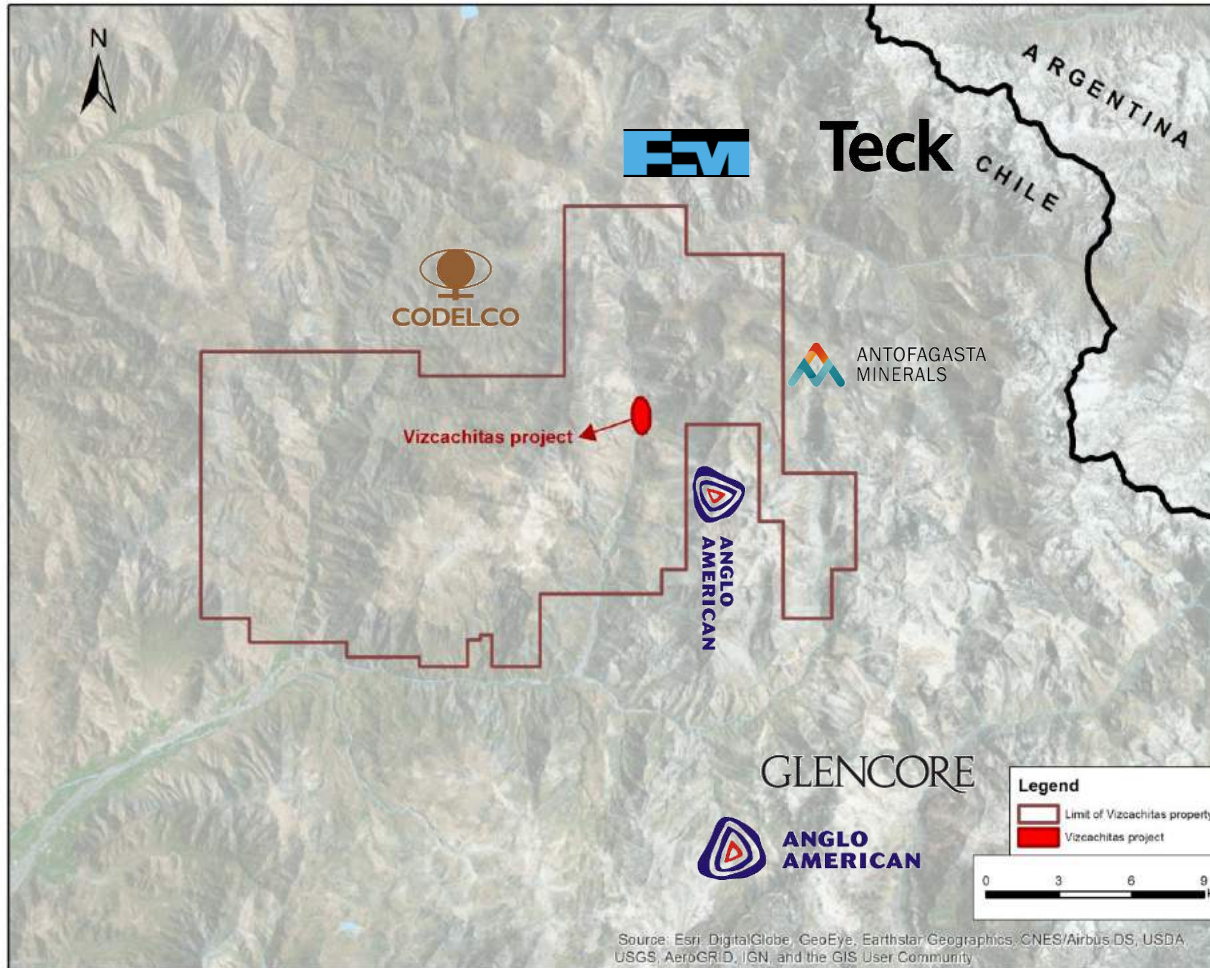 N
ARGENTINA
CHILE
Teck
CODELCO
ANTOFAGASTA
MINERALS
Vizcachitas project
ANGLO
AMERICAN
GLENCORE
ANGLO
AMERICAN
Legend
Limit of Vizcachitas property
Vizcachitas project
0 3 6 9
Source: Esri, DigitalGlobe, GeoEye, Earthstar Geographics, CNES/Airbus DS, USDA,
USGS, AeroGRID, IGN, and the GIS User Community